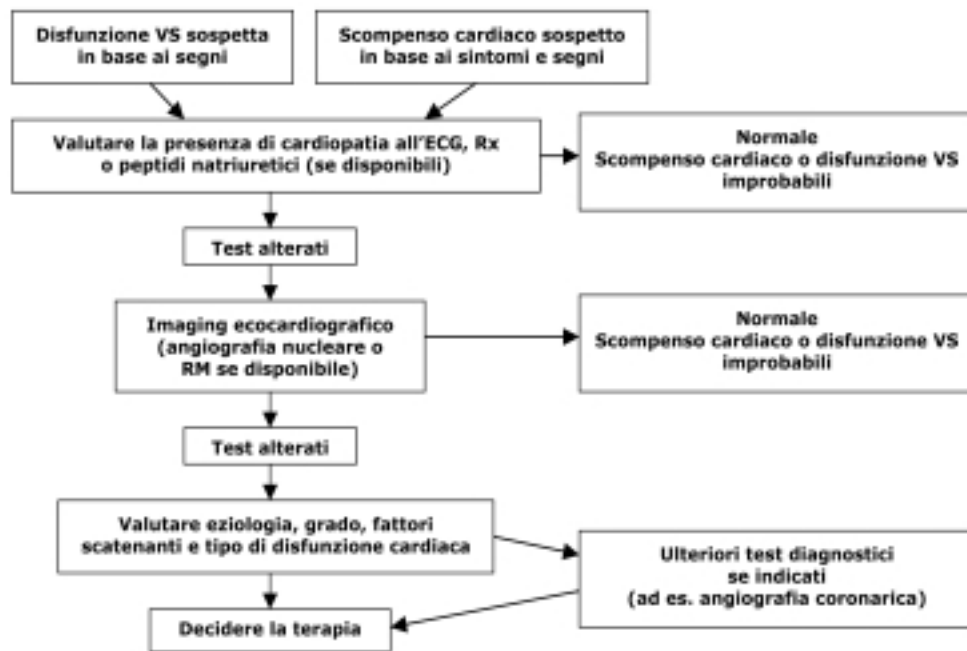 Disfunzione VS sospetta
in base ai segni
Scompenso cardiaco sospetto
in base ai sintomi e segni
Valutare la presenza di cardiopatia all'ECG, Rx
o peptidi natriuretici (se disponibili)
Normale
Scompenso cardiaco o disfunzione VS
improbabili
Test alterati
Imaging ecocardiografico
(angiografia nucleare o
RM se disponibile)
Normale
Scompenso cardiaco o disfunzione VS
improbabili
Test alterati
Valutare eziologia, grado, fattori
scatenanti e tipo di disfunzione cardiaca
Ulteriori test diagnostici
se indicati
(ad es. angiografia coronarica)
Decidere la terapia